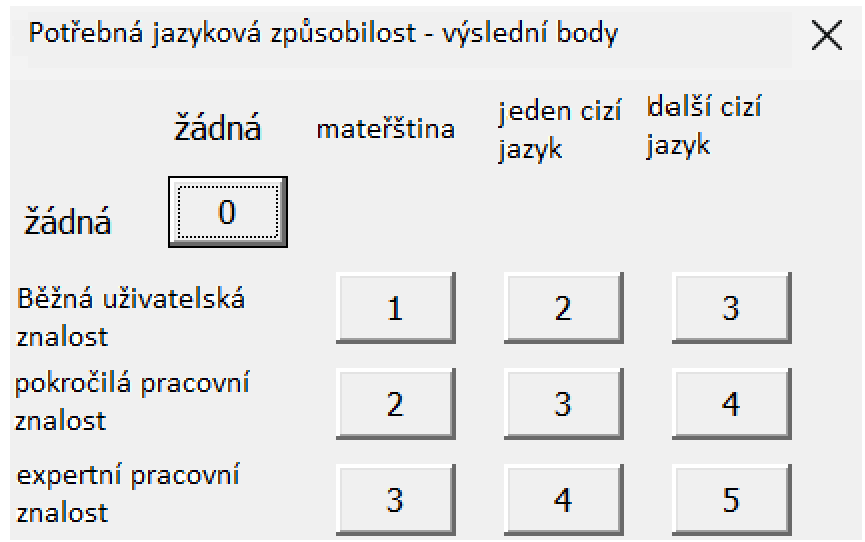 Potřebná jazyková způsobilost - výslední body
žádná mateřština jeden cizí jazyk další cizí jazyk
žádná 0
Běžná uživatelská znalost 1 2 3
pokročilá pracovní znalost 2 3 4
expertní pracovní znalost 3 4 5